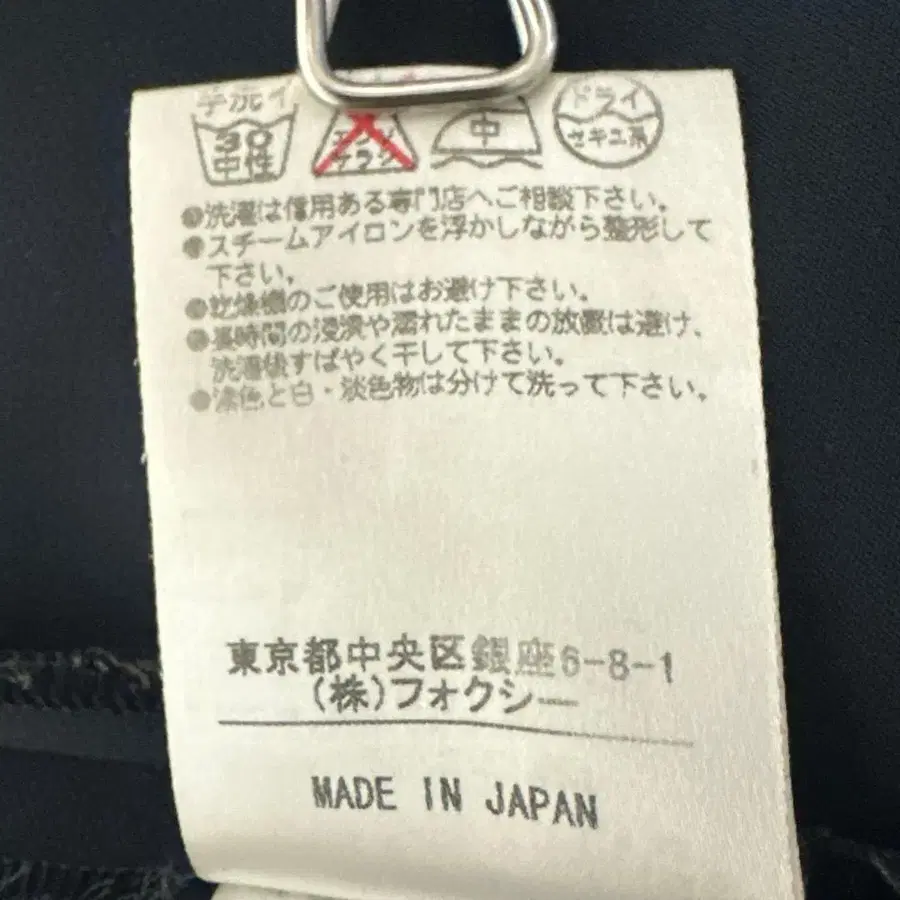 手洗イ
30
中性
エンソ
サラシ
中
ドライ
セキユ系
●洗濯は信用ある専門店へご相談下さい。
●スチームアイロンを浮かしながら整形して
下さい。
●乾燥機のご使用はお避け下さい。
●長時間の浸漬や濡れたままの放置は避け、
洗濯後すばやく干して下さい。
●濃色と白・淡色物は分けて洗って下さい。
東京都中央区銀座6-8-1
(株)フォクシー
MADE IN JAPAN